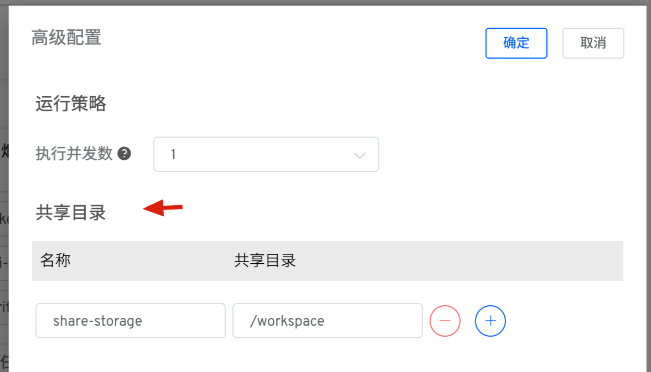 高级配置
确定
取消
运行策略
执行并发数 ?
1
共享目录
名称 共享目录
share-storage /workspace